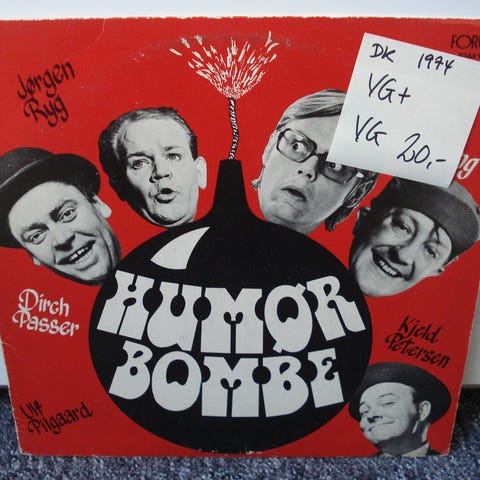 Jørgen
Ryg
DK 1974
VG+
VG 20,-
HUMØR
BOMBE
Dirch
Passer
Kjeld
Petersen
Ulf
Pilgaard